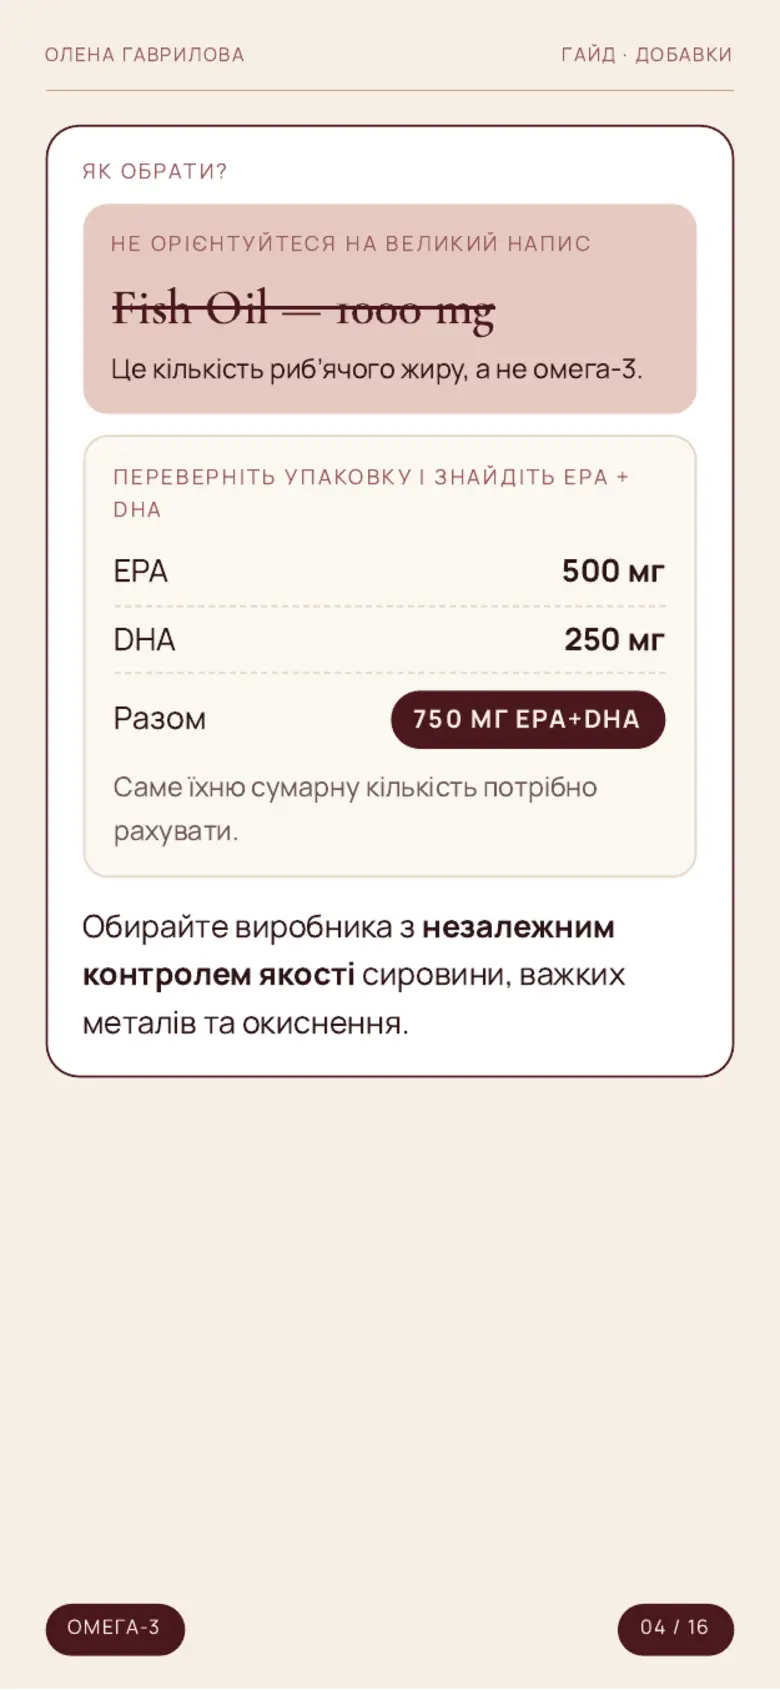 ОЛЕНА ГАВРИЛОВА
ГАЙД · ДОБАВКИ
ЯК ОБРАТИ?
НЕ ОРІЄНТУЙТЕСЯ НА ВЕЛИКИЙ НАПИС
Fish Oil — 1000 mg
Це кількість риб’ячого жиру, а не омега-3.
ПЕРЕВЕРНІТЬ УПАКОВКУ І ЗНАЙДІТЬ EPA +
DHA
EPA 500 мг
DHA 250 мг
Разом 750 МГ EPA+DHA
Саме їхню сумарну кількість потрібно
рахувати.
Обирайте виробника з незалежним
контролем якості сировини, важких
металів та окиснення.
ОМЕГА-3
04 / 16